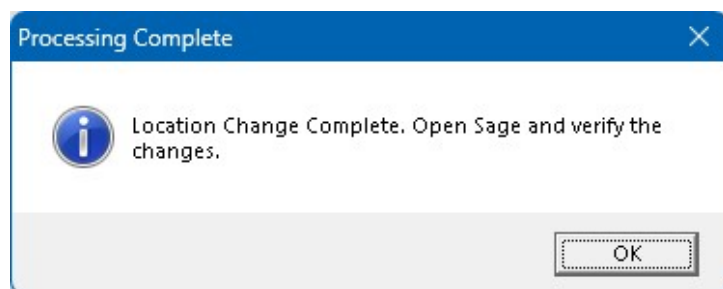 Processing Complete
Location Change Complete. Open Sage and verify the
changes.
OK